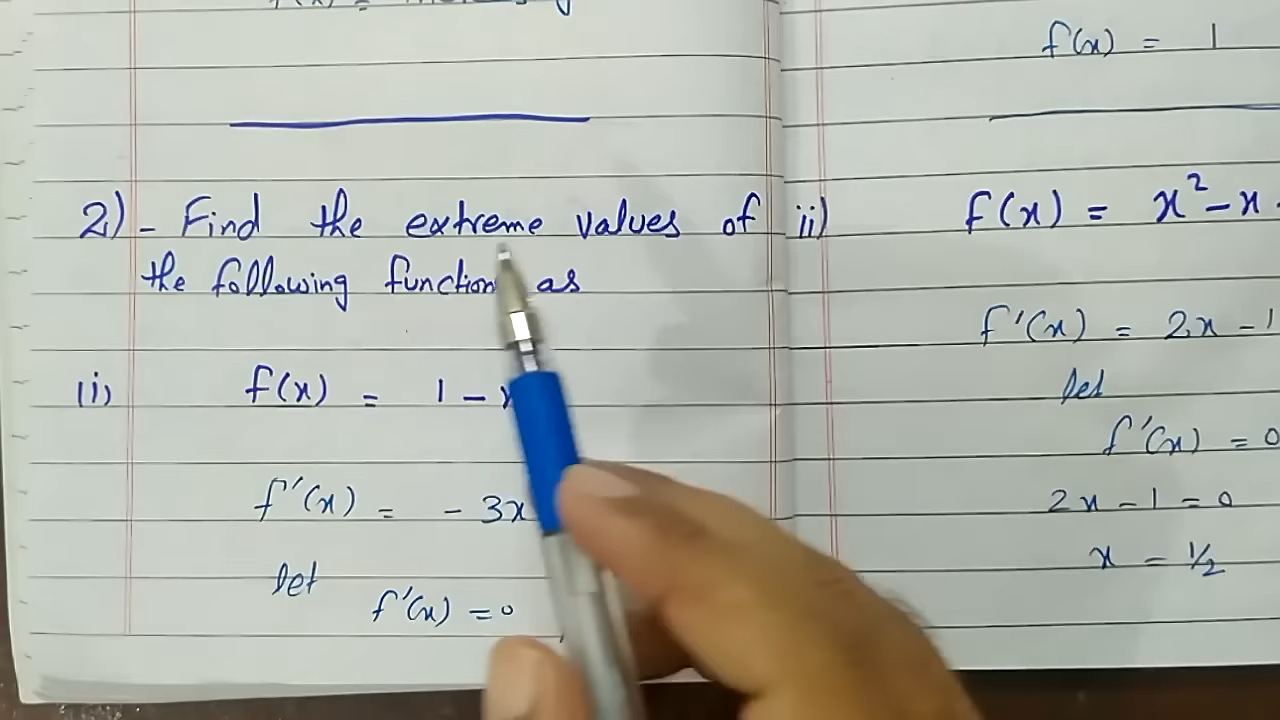 2) - Find the extreme values of
the following function as
(i) f(x) = 1 -
f'(x) = - 3x
let
f'(x) = 0
f(x) = 1
ii) f(x) = x² - x
f'(x) = 2x - 1
let
f'(x) = 0
2x - 1 = 0
x = 1/2